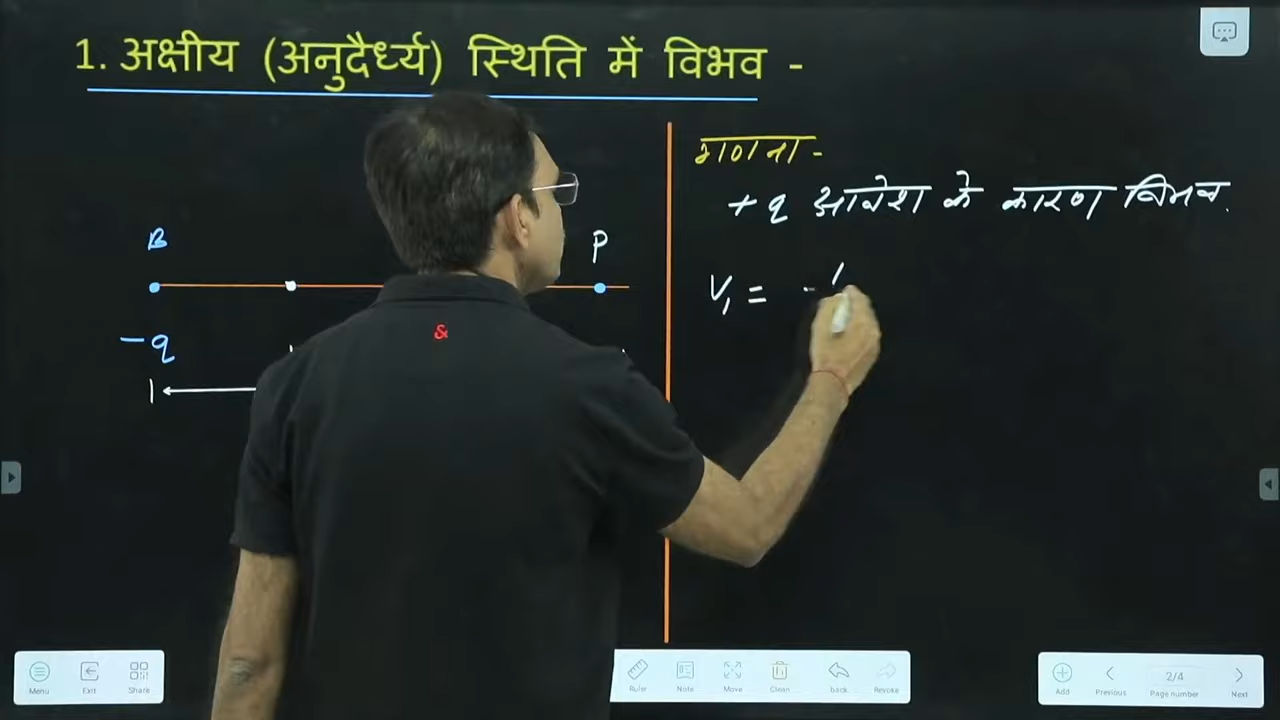 1. अक्षीय (अनुदैर्ध्य) स्थिति में विभव -
गणना -
+ q आवेश के कारण विभव.
B
P
V₁ = - 1
&
- q
Menu
Exit
Share
Ruler
Note
Move
Clean
back
Revoke
Add
Previous
2/4
Page number
Next